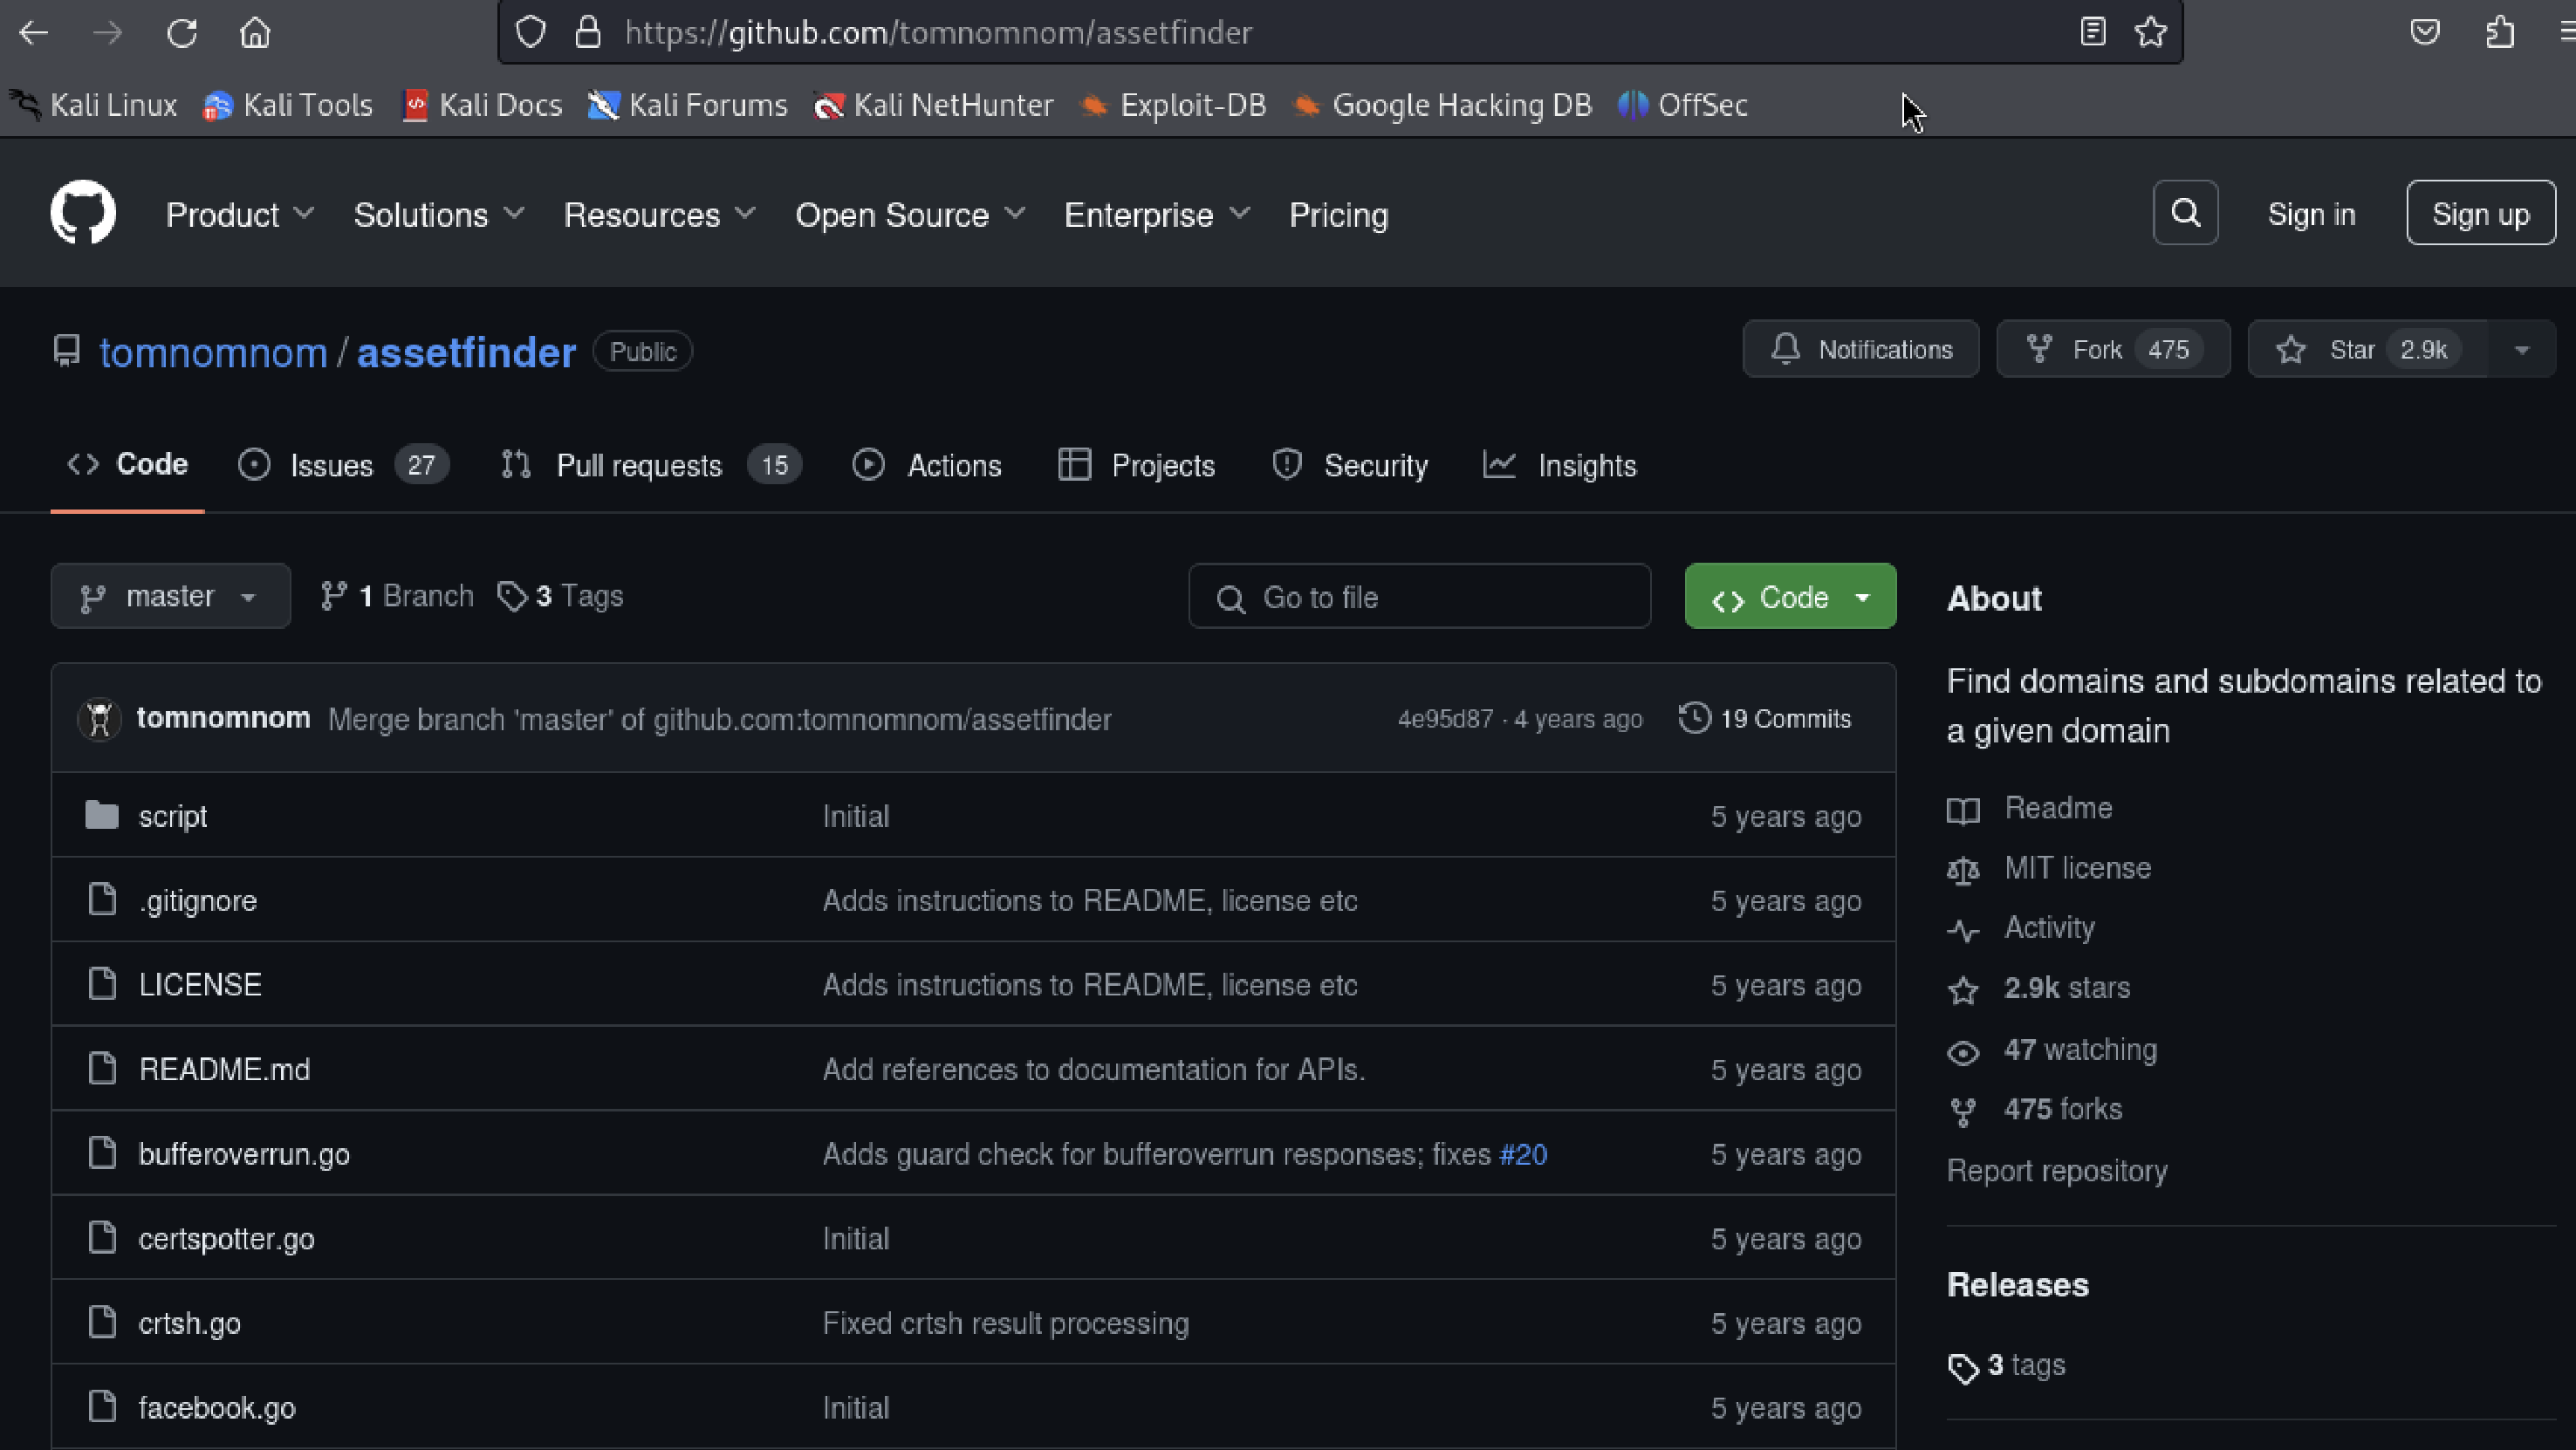 https://github.com/tomnomnom/assetfinder
Kali Linux Kali Tools Kali Docs Kali Forums Kali NetHunter Exploit-DB Google Hacking DB OffSec
Product Solutions Resources Open Source Enterprise Pricing Sign in Sign up
tomnomnom / assetfinder Public Notifications Fork 475 Star 2.9k
Code Issues 27 Pull requests 15 Actions Projects Security Insights
master 1 Branch 3 Tags Go to file Code
tomnomnom Merge branch 'master' of github.com:tomnomnom/assetfinder 4e95d87 · 4 years ago 19 Commits
script Initial 5 years ago
.gitignore Adds instructions to README, license etc 5 years ago
LICENSE Adds instructions to README, license etc 5 years ago
README.md Add references to documentation for APIs. 5 years ago
bufferoverrun.go Adds guard check for bufferoverrun responses; fixes #20 5 years ago
certspotter.go Initial 5 years ago
crtsh.go Fixed crtsh result processing 5 years ago
facebook.go Initial 5 years ago
About
Find domains and subdomains related to
a given domain
Readme
MIT license
Activity
2.9k stars
47 watching
475 forks
Report repository
Releases
3 tags